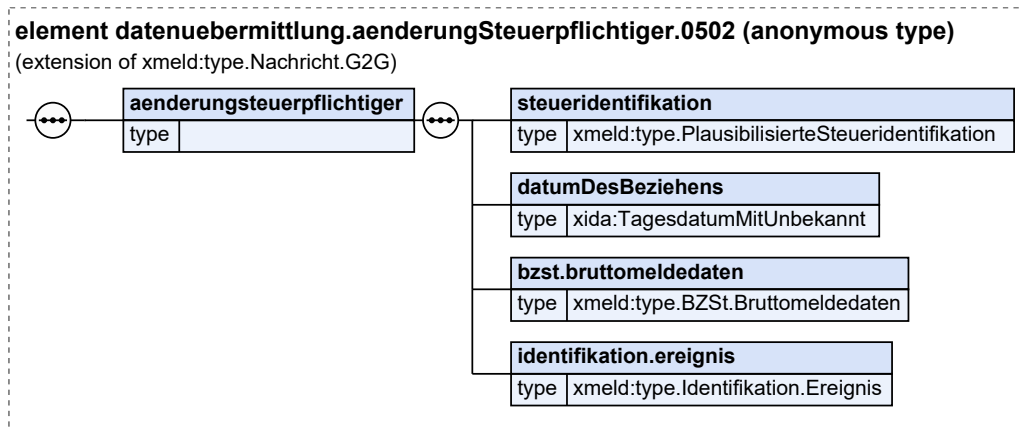 element datenuebermittlung.aenderungSteuerpflichtiger.0502 (anonymous type)
(extension of xmeld:type.Nachricht.G2G)
aenderungsteuerpflichtiger
type
steueridentifikation
type xmeld:type.PlausibilisierteSteueridentifikation
datumDesBeziehens
type xida:TagesdatumMitUnbekannt
bzst.bruttomeldedaten
type xmeld:type.BZSt.Bruttomeldedaten
identifikation.ereignis
type xmeld:type.Identifikation.Ereignis